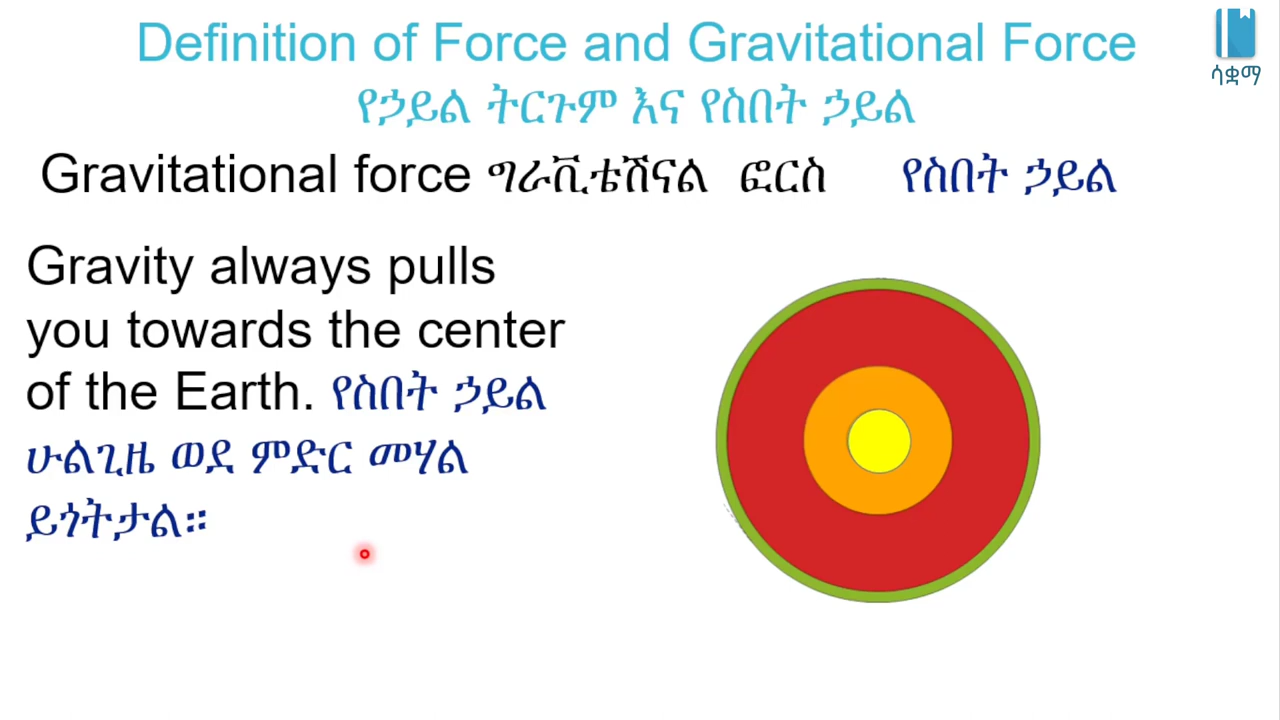 Definition of Force and Gravitational Force
የኃይል ትርጉም እና የስበት ኃይል
ሳቋማ
Gravitational force ግራቪቴሽናል ፎርስ የስበት ኃይል
Gravity always pulls
you towards the center
of the Earth. የስበት ኃይል
ሁልጊዜ ወደ ምድር መሃል
ይጎትታል።